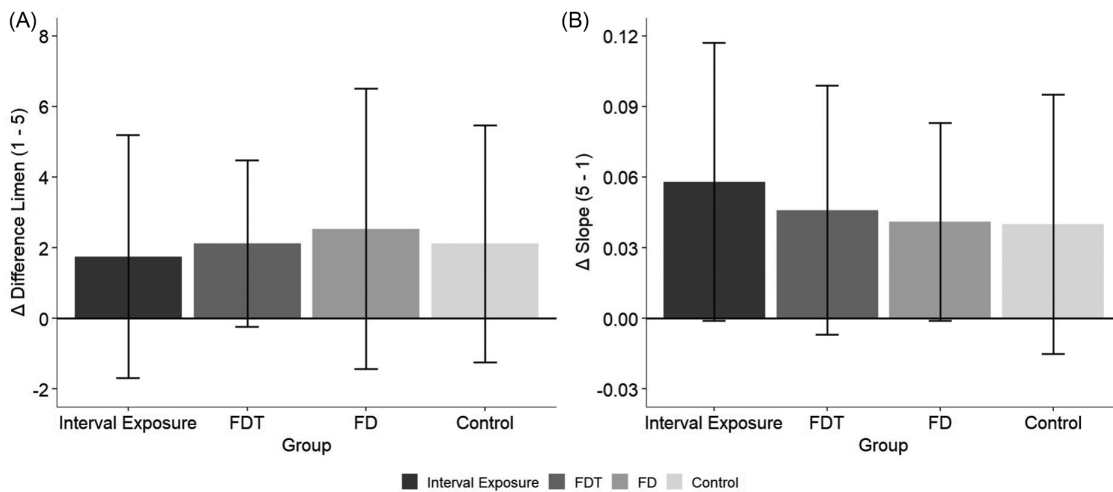 (A)
Δ Difference Limen (1 - 5)
8
6
4
2
0
-2
Interval Exposure FDT FD Control
Group
(B)
Δ Slope (5 - 1)
0.12
0.09
0.06
0.03
0.00
-0.03
Interval Exposure FDT FD Control
Group
Interval Exposure FDT FD Control